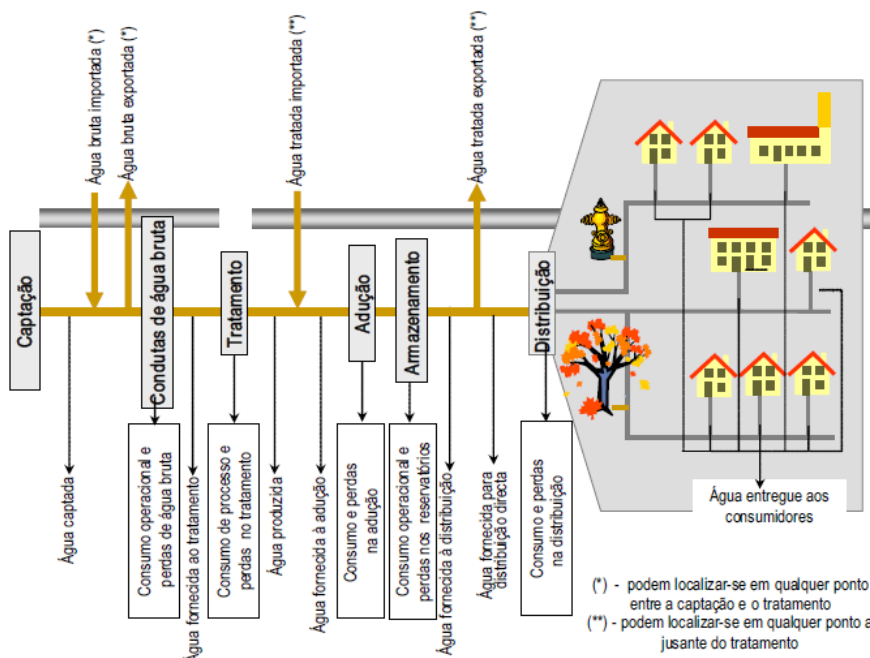 Água bruta importada (*)
Água bruta exportada (*)
Água tratada importada (**)
Água tratada exportada (**)
Captação
Condutas de água bruta
Tratamento
Adução
Armazenamento
Distribuição
Água captada
Consumo operacional e
perdas de água bruta
Água fornecida ao tratamento
Consumo de processo e
perdas no tratamento
Água produzida
Água fornecida à adução
Consumo e perdas
na adução
Consumo operacional e
perdas nos reservatórios
Água fornecida à distribuição
Água fornecida para
distribuição directa
Consumo e perdas
na distribuição
Água entregue aos
consumidores
(*) - podem localizar-se em qualquer ponto
entre a captação e o tratamento
(**) - podem localizar-se em qualquer ponto a
jusante do tratamento